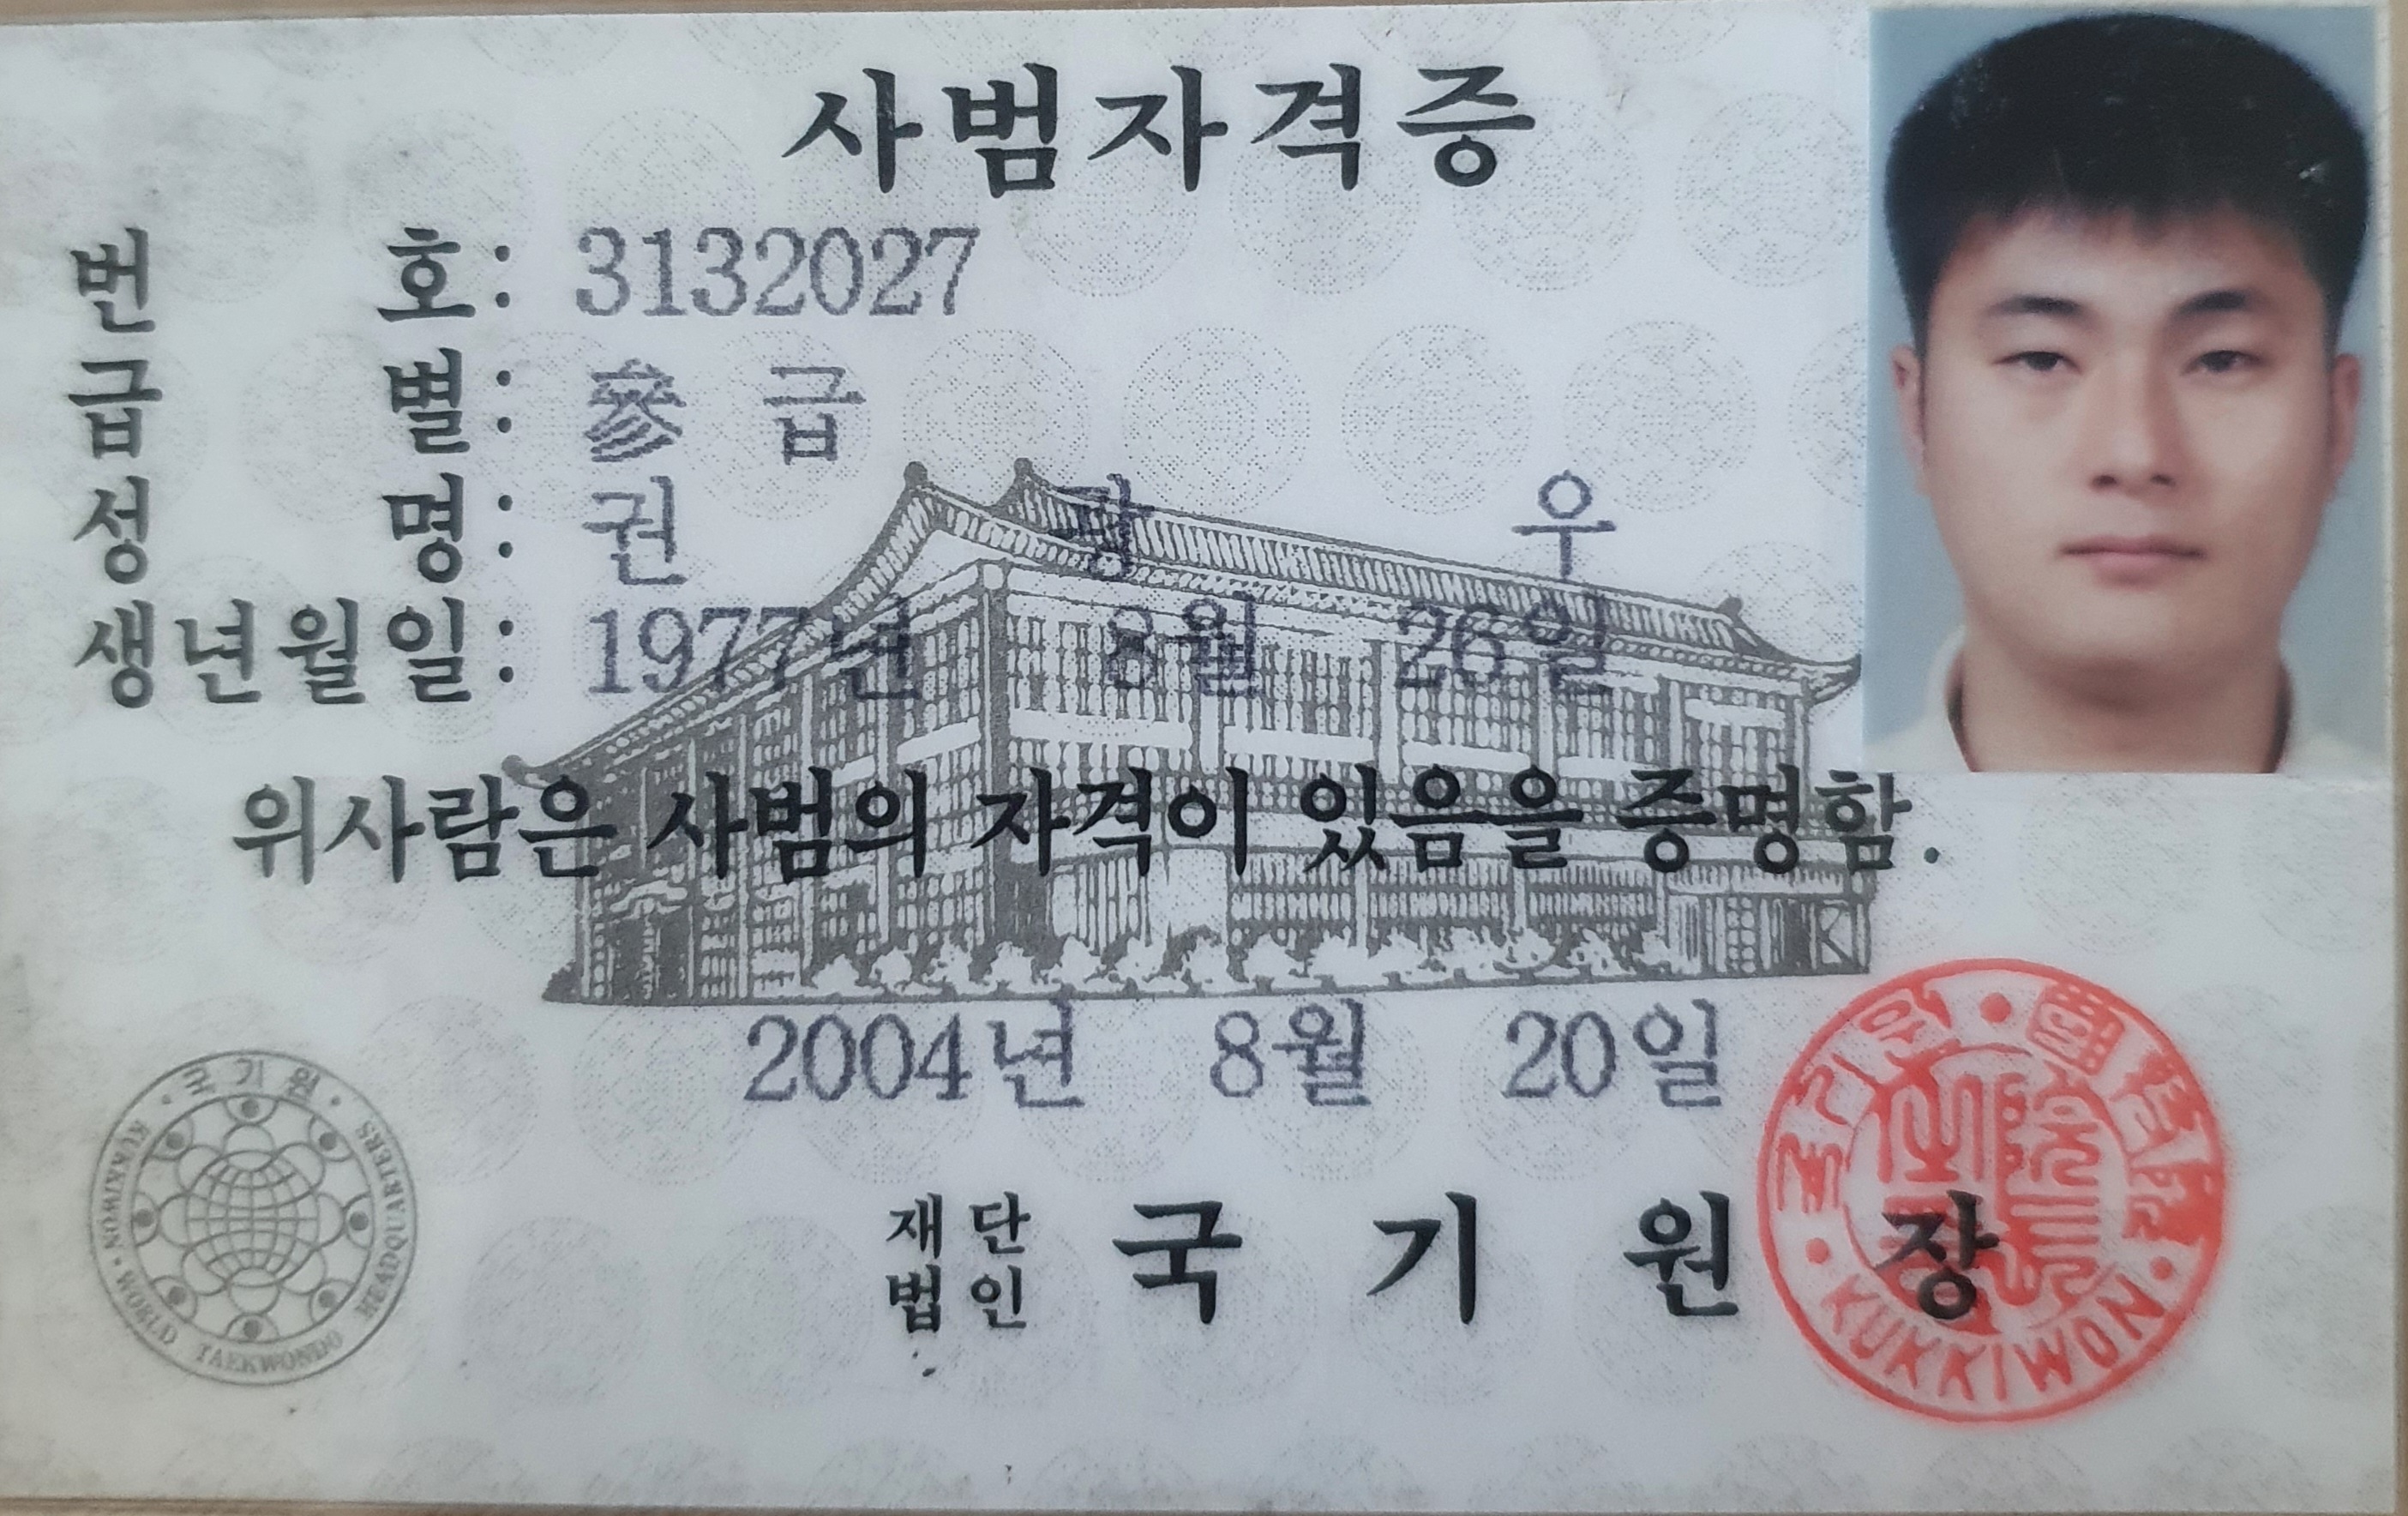 사범자격증
번 호: 3132027
급 별: 參 급
성 명: 권 우
생년월일: 1977년 8월 26일
위사람은 사범의 자격이 있음을 증명함.
2004년 8월 20일
재단법인 국 기 원 장
·국기원·
KUKKIWON · WORLD TAEKWONDO HEADQUARTERS
KUKKIWON